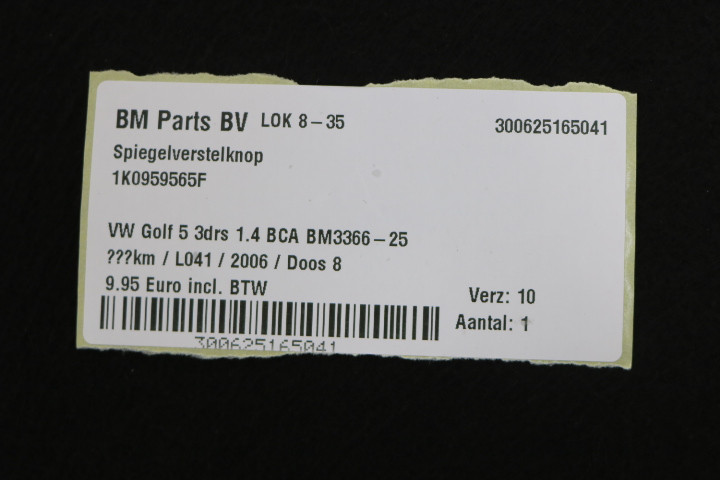 BM Parts BV LOK 8-35 300625165041
Spiegelverstelknop
1K0959565F
VW Golf 5 3drs 1.4 BCA BM3366-25
???km / L041 / 2006 / Doos 8
9.95 Euro incl. BTW
Verz: 10
Aantal: 1
300625165041